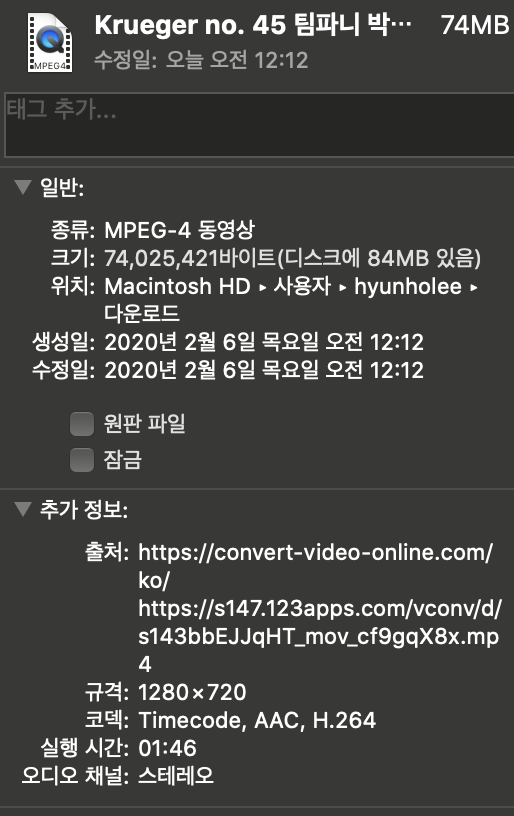 Krueger no. 45 팀파니 박… 74MB
수정일: 오늘 오전 12:12
MPEG4
태그 추가...
일반:
종류: MPEG-4 동영상
크기: 74,025,421바이트(디스크에 84MB 있음)
위치: Macintosh HD ▸ 사용자 ▸ hyunholee ▸
다운로드
생성일: 2020년 2월 6일 목요일 오전 12:12
수정일: 2020년 2월 6일 목요일 오전 12:12
원판 파일
잠금
추가 정보:
출처: https://convert-video-online.com/
ko/
https://s147.123apps.com/vconv/d/
s143bbEJJqHT_mov_cf9gqX8x.mp
4
규격: 1280×720
코덱: Timecode, AAC, H.264
실행 시간: 01:46
오디오 채널: 스테레오